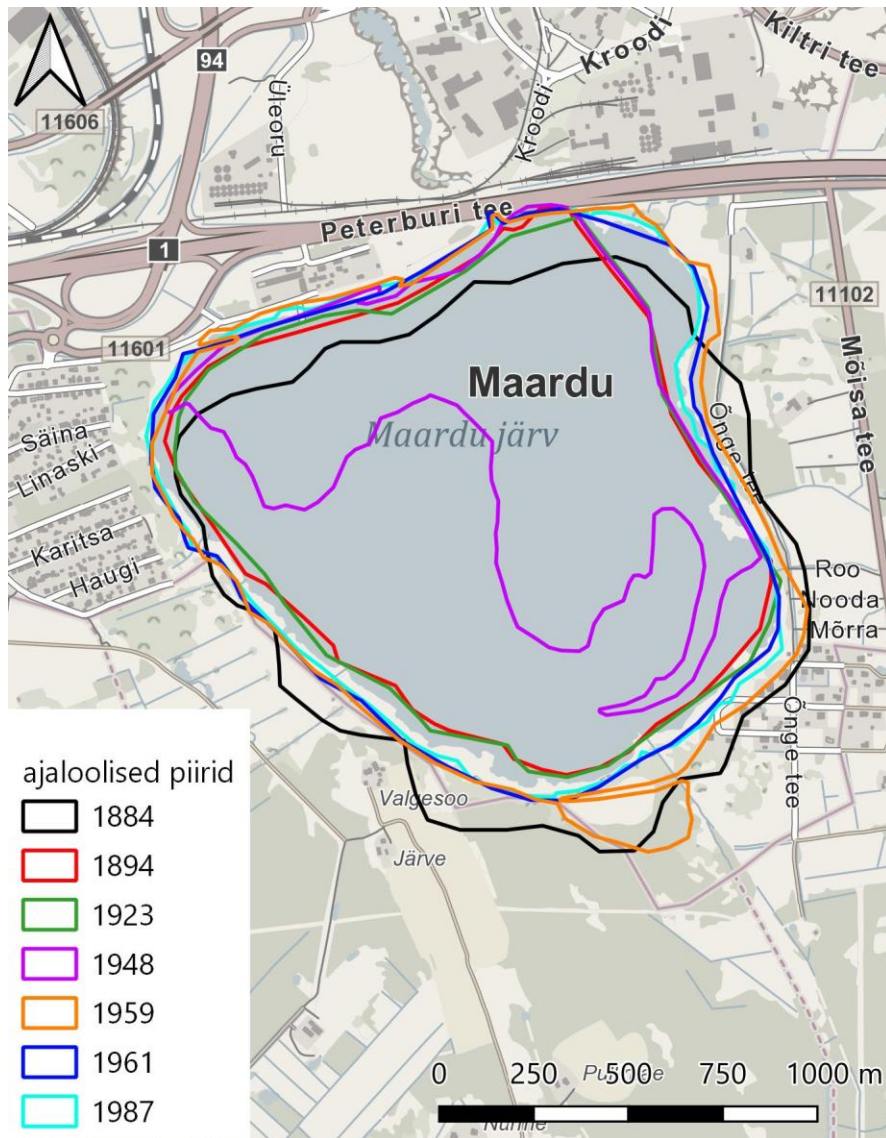 Kroodi
Kiltri tee
94
Üleoru
11606
Kroodi
Peterburi tee
1
11102
11601
Maardu
Mõisa tee
Maardu järv
Säina
Linaski
Õnge tee
Karitsa
Haugi
Roo
Nooda
Mõrra
Õnge tee
ajaloolised piirid
1884
Valgesoo
1894
Järve
1923
1948
1959
1961
0 250 500 750 1000 m
1987
Nurme